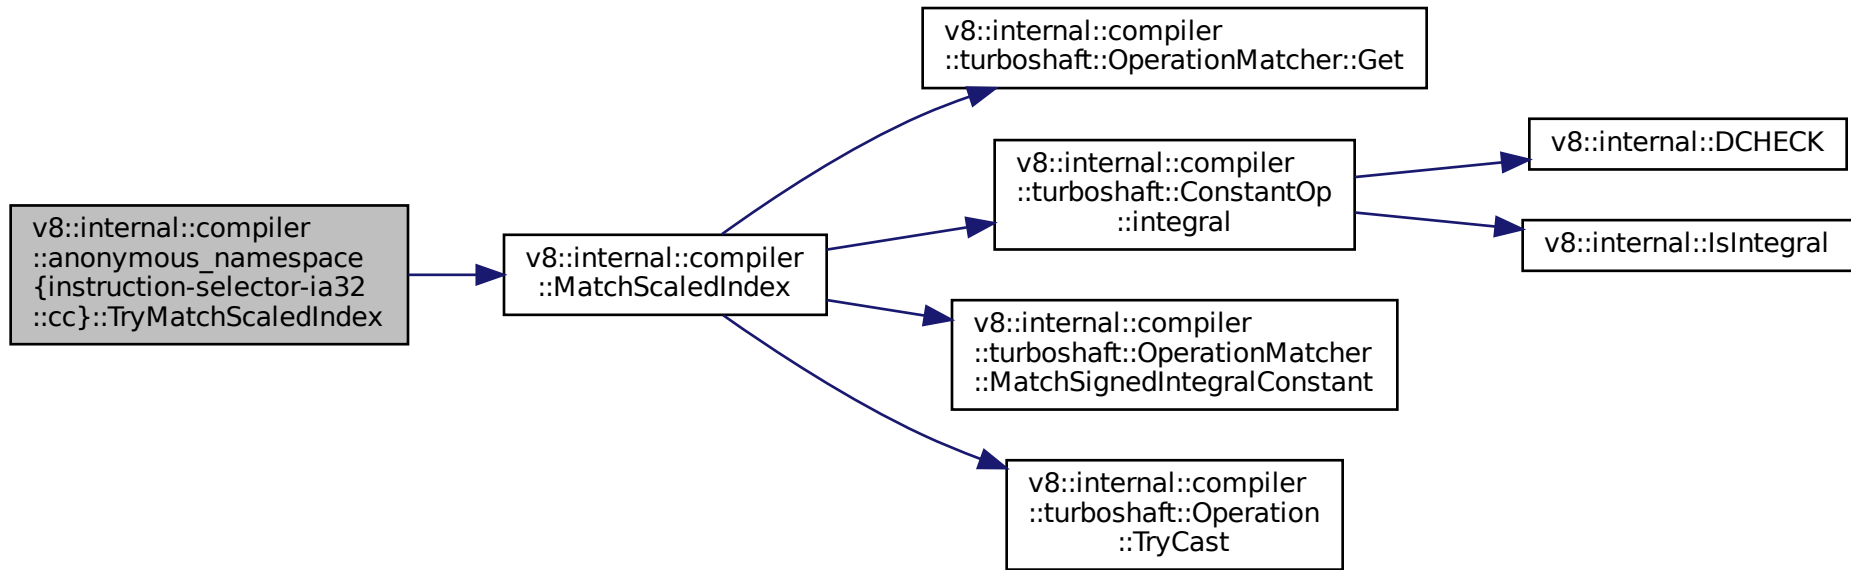 v8::internal::compiler
::anonymous_namespace
{instruction-selector-ia32
::cc}::TryMatchScaledIndex
v8::internal::compiler
::MatchScaledIndex
v8::internal::compiler
::turboshaft::OperationMatcher::Get
v8::internal::compiler
::turboshaft::ConstantOp
::integral
v8::internal::DCHECK
v8::internal::IsIntegral
v8::internal::compiler
::turboshaft::OperationMatcher
::MatchSignedIntegralConstant
v8::internal::compiler
::turboshaft::Operation
::TryCast